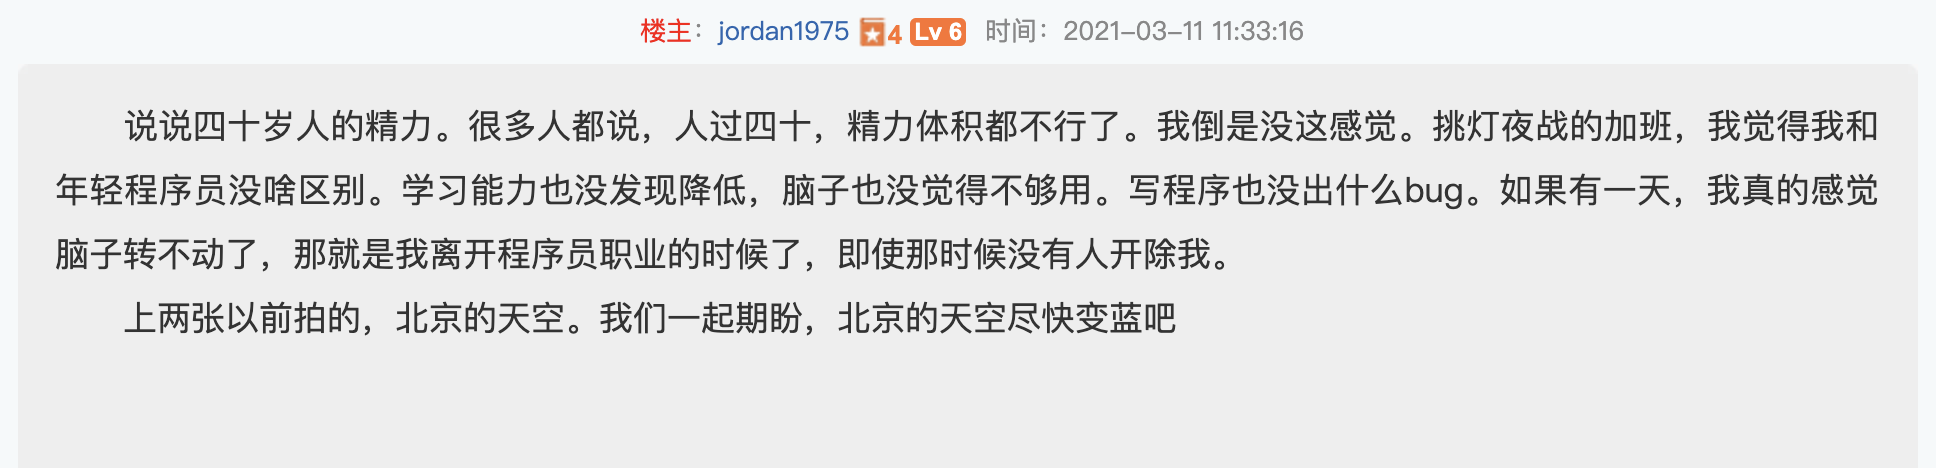 楼主：jordan1975 4 Lv 6 时间：2021-03-11 11:33:16
说说四十岁人的精力。很多人都说，人过四十，精力体积都不行了。我倒是没这感觉。挑灯夜战的加班，我觉得我和
年轻程序员没啥区别。学习能力也没发现降低，脑子也没觉得不够用。写程序也没出什么bug。如果有一天，我真的感觉
脑子转不动了，那就是我离开程序员职业的时候了，即使那时候没有人开除我。
上两张以前拍的，北京的天空。我们一起期盼，北京的天空尽快变蓝吧